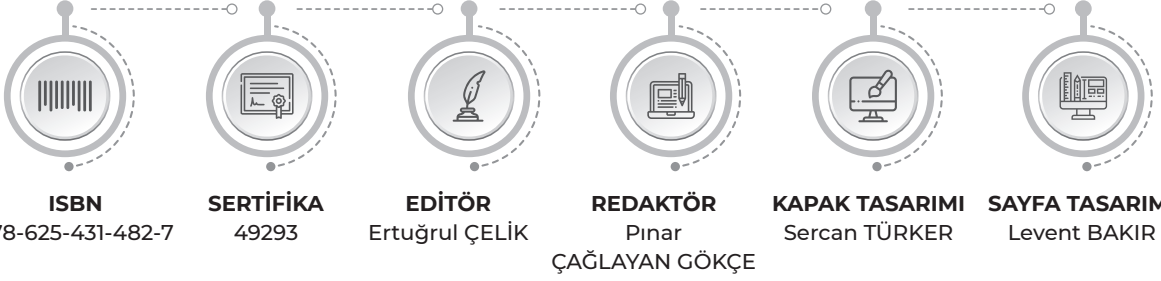 ISBN
78-625-431-482-7
SERTİFİKA
49293
EDİTÖR
Ertuğrul ÇELİK
REDAKTÖR
Pınar
ÇAĞLAYAN GÖKÇE
KAPAK TASARIMI
Sercan TÜRKER
SAYFA TASARIM
Levent BAKIR